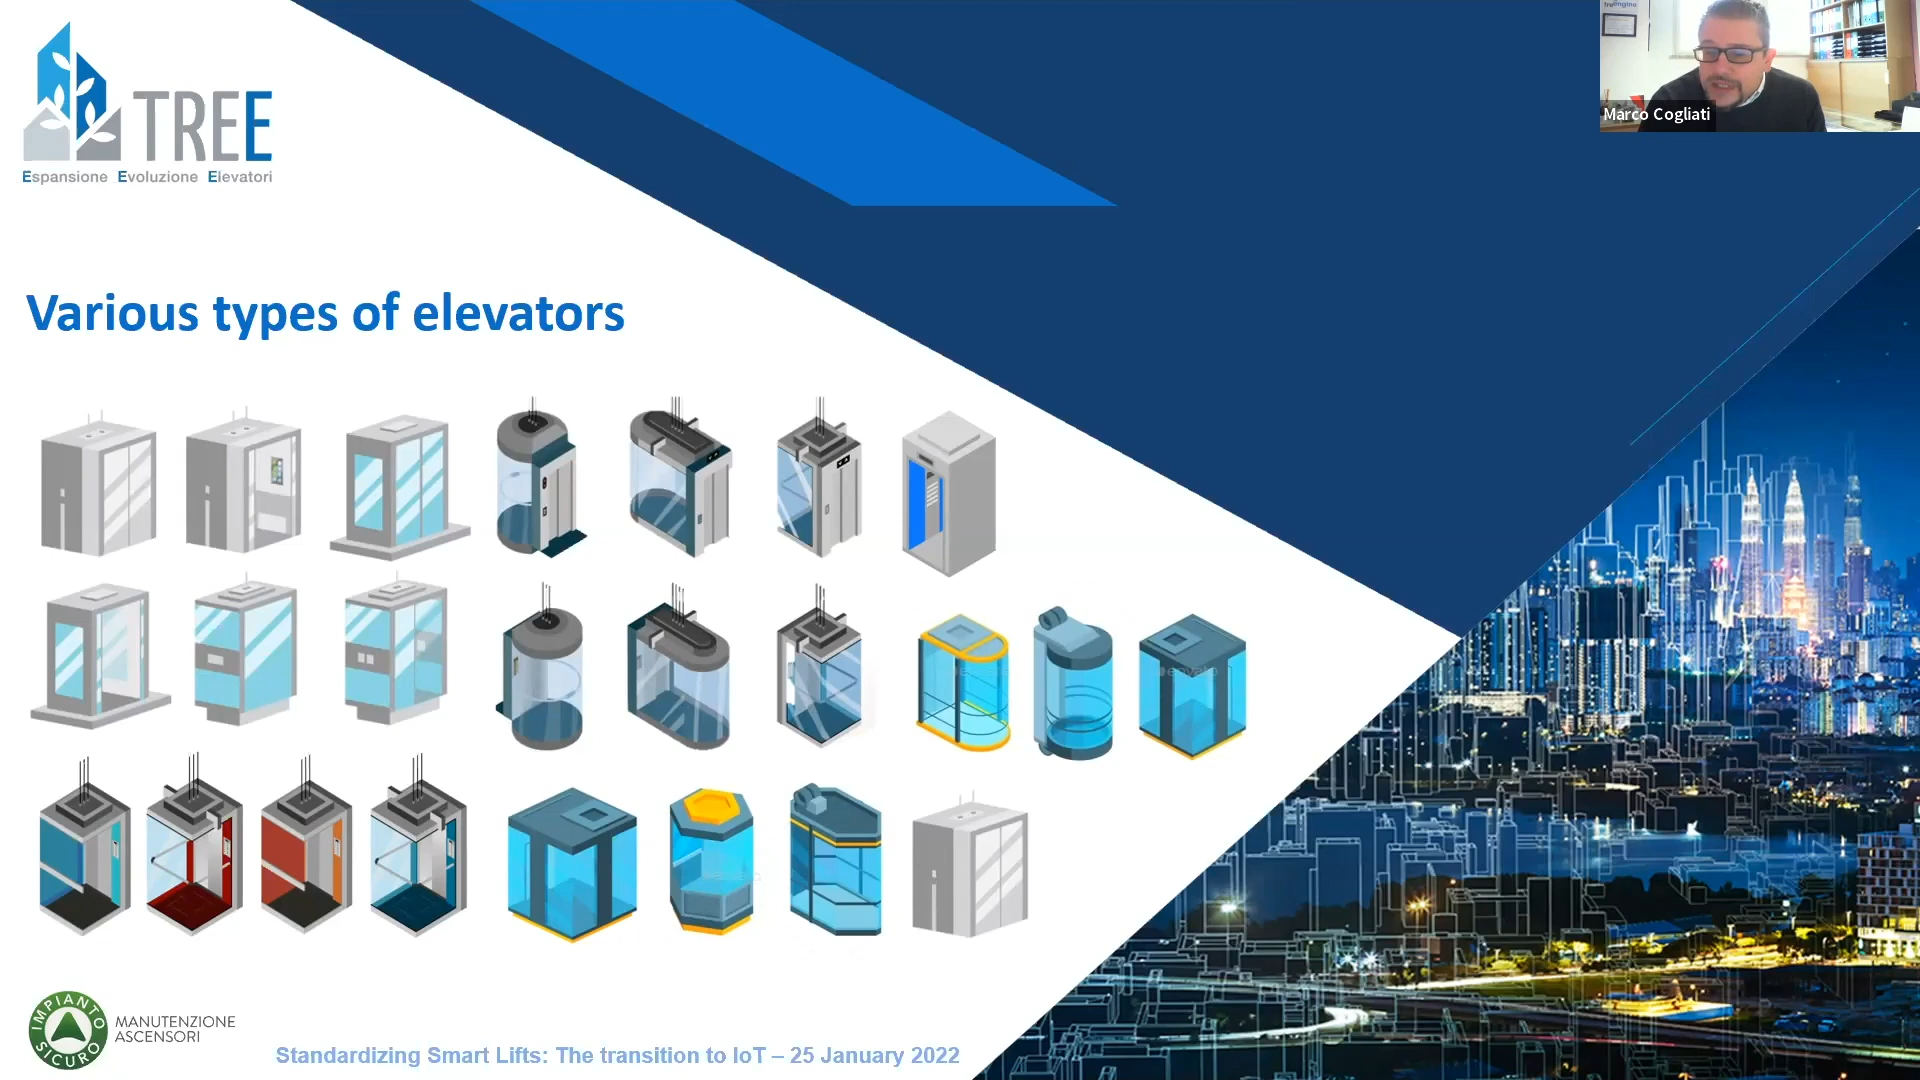 TREE
Espansione Evoluzione Elevatori
Marco Cogliati
Various types of elevators
envato
IMPIANTO SICURO
MANUTENZIONE
ASCENSORI
Standardizing Smart Lifts: The transition to IoT – 25 January 2022